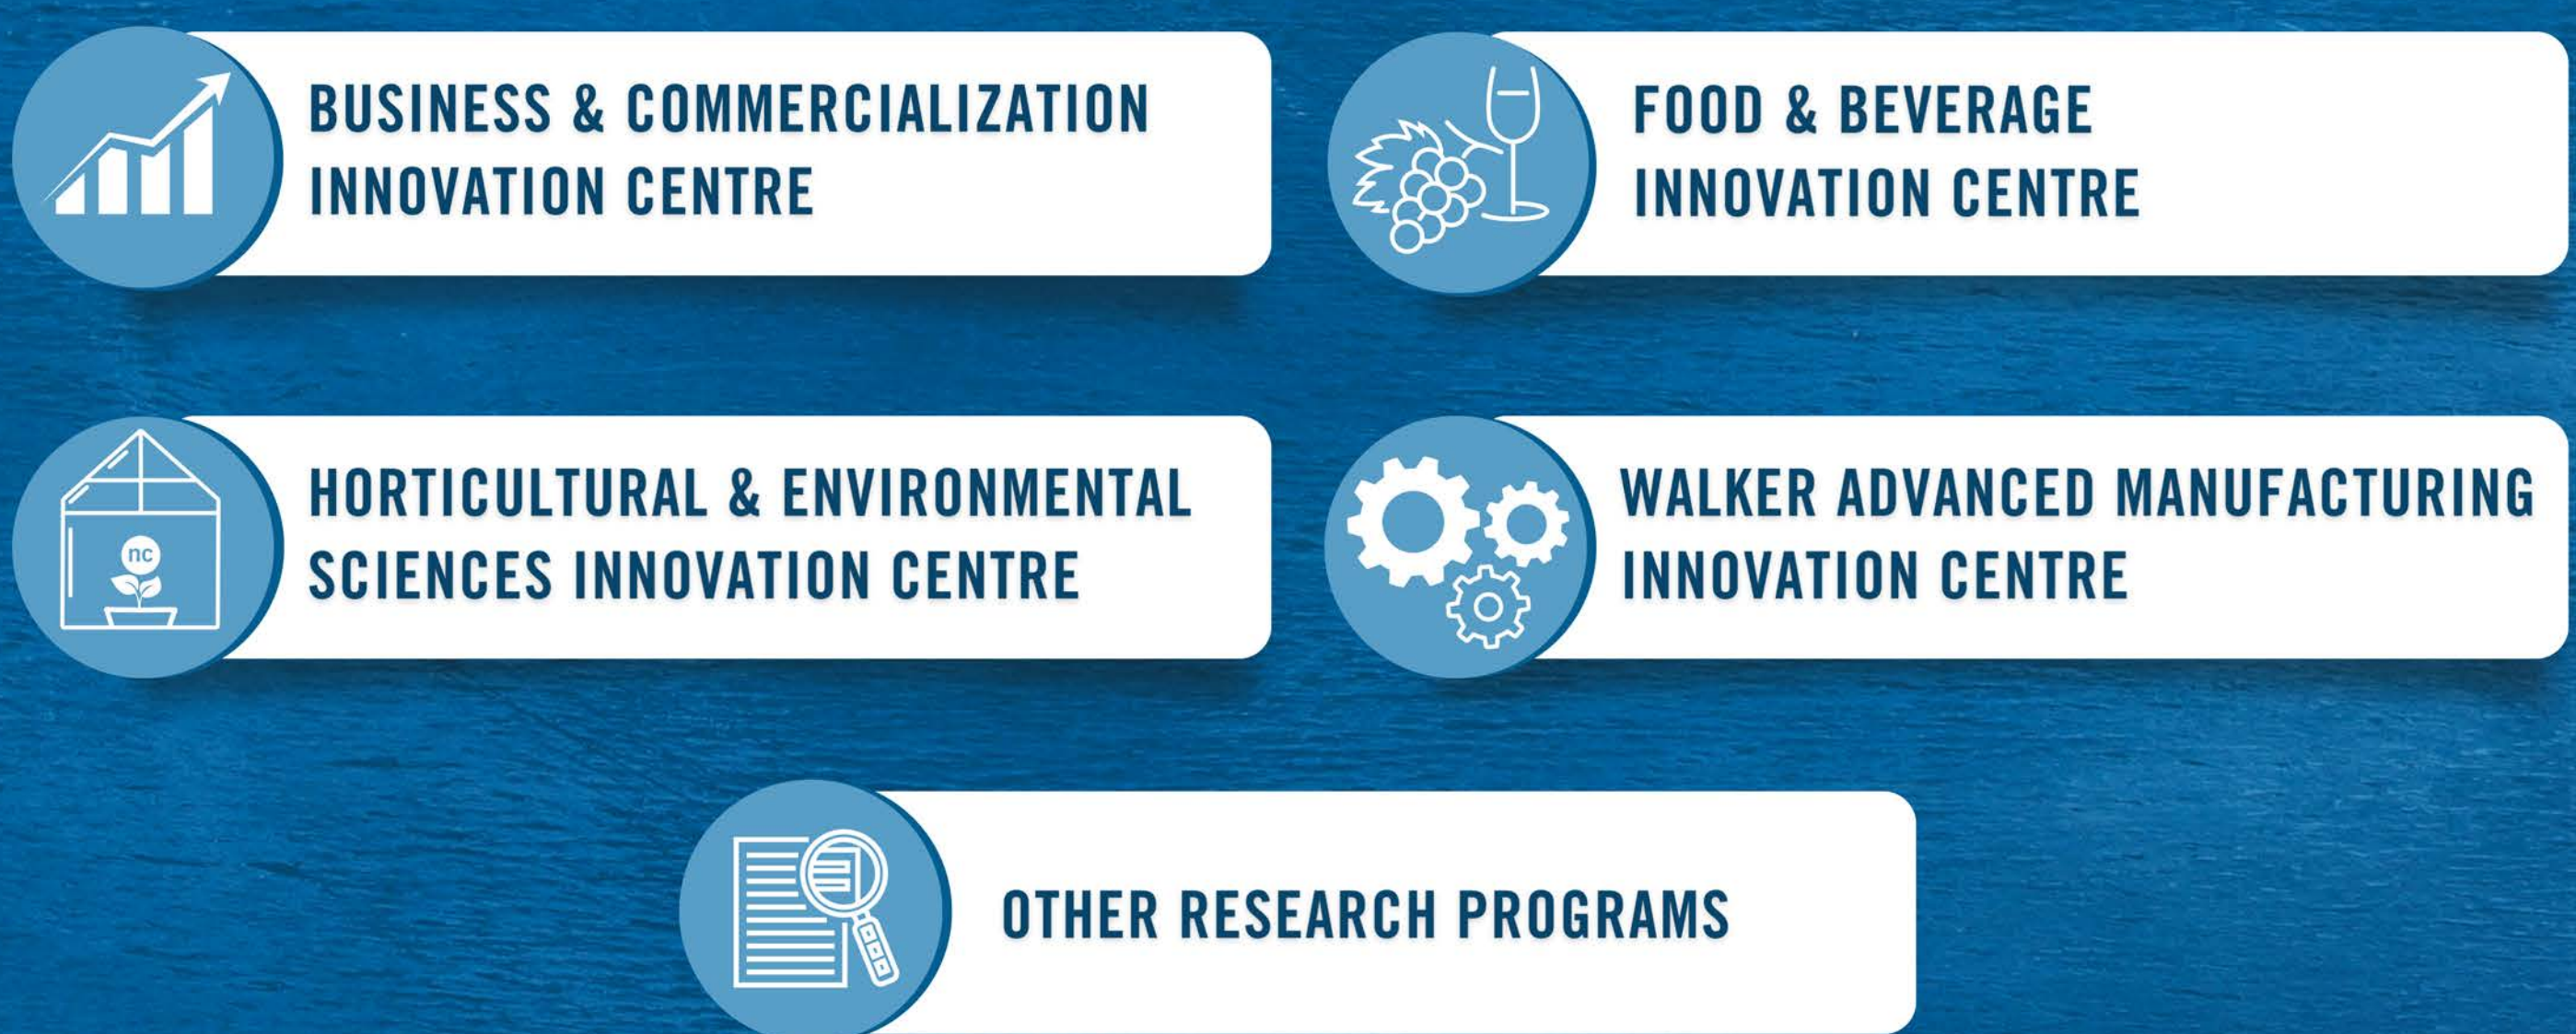 BUSINESS & COMMERCIALIZATION
INNOVATION CENTRE
FOOD & BEVERAGE
INNOVATION CENTRE
HORTICULTURAL & ENVIRONMENTAL
SCIENCES INNOVATION CENTRE
nc
WALKER ADVANCED MANUFACTURING
INNOVATION CENTRE
OTHER RESEARCH PROGRAMS